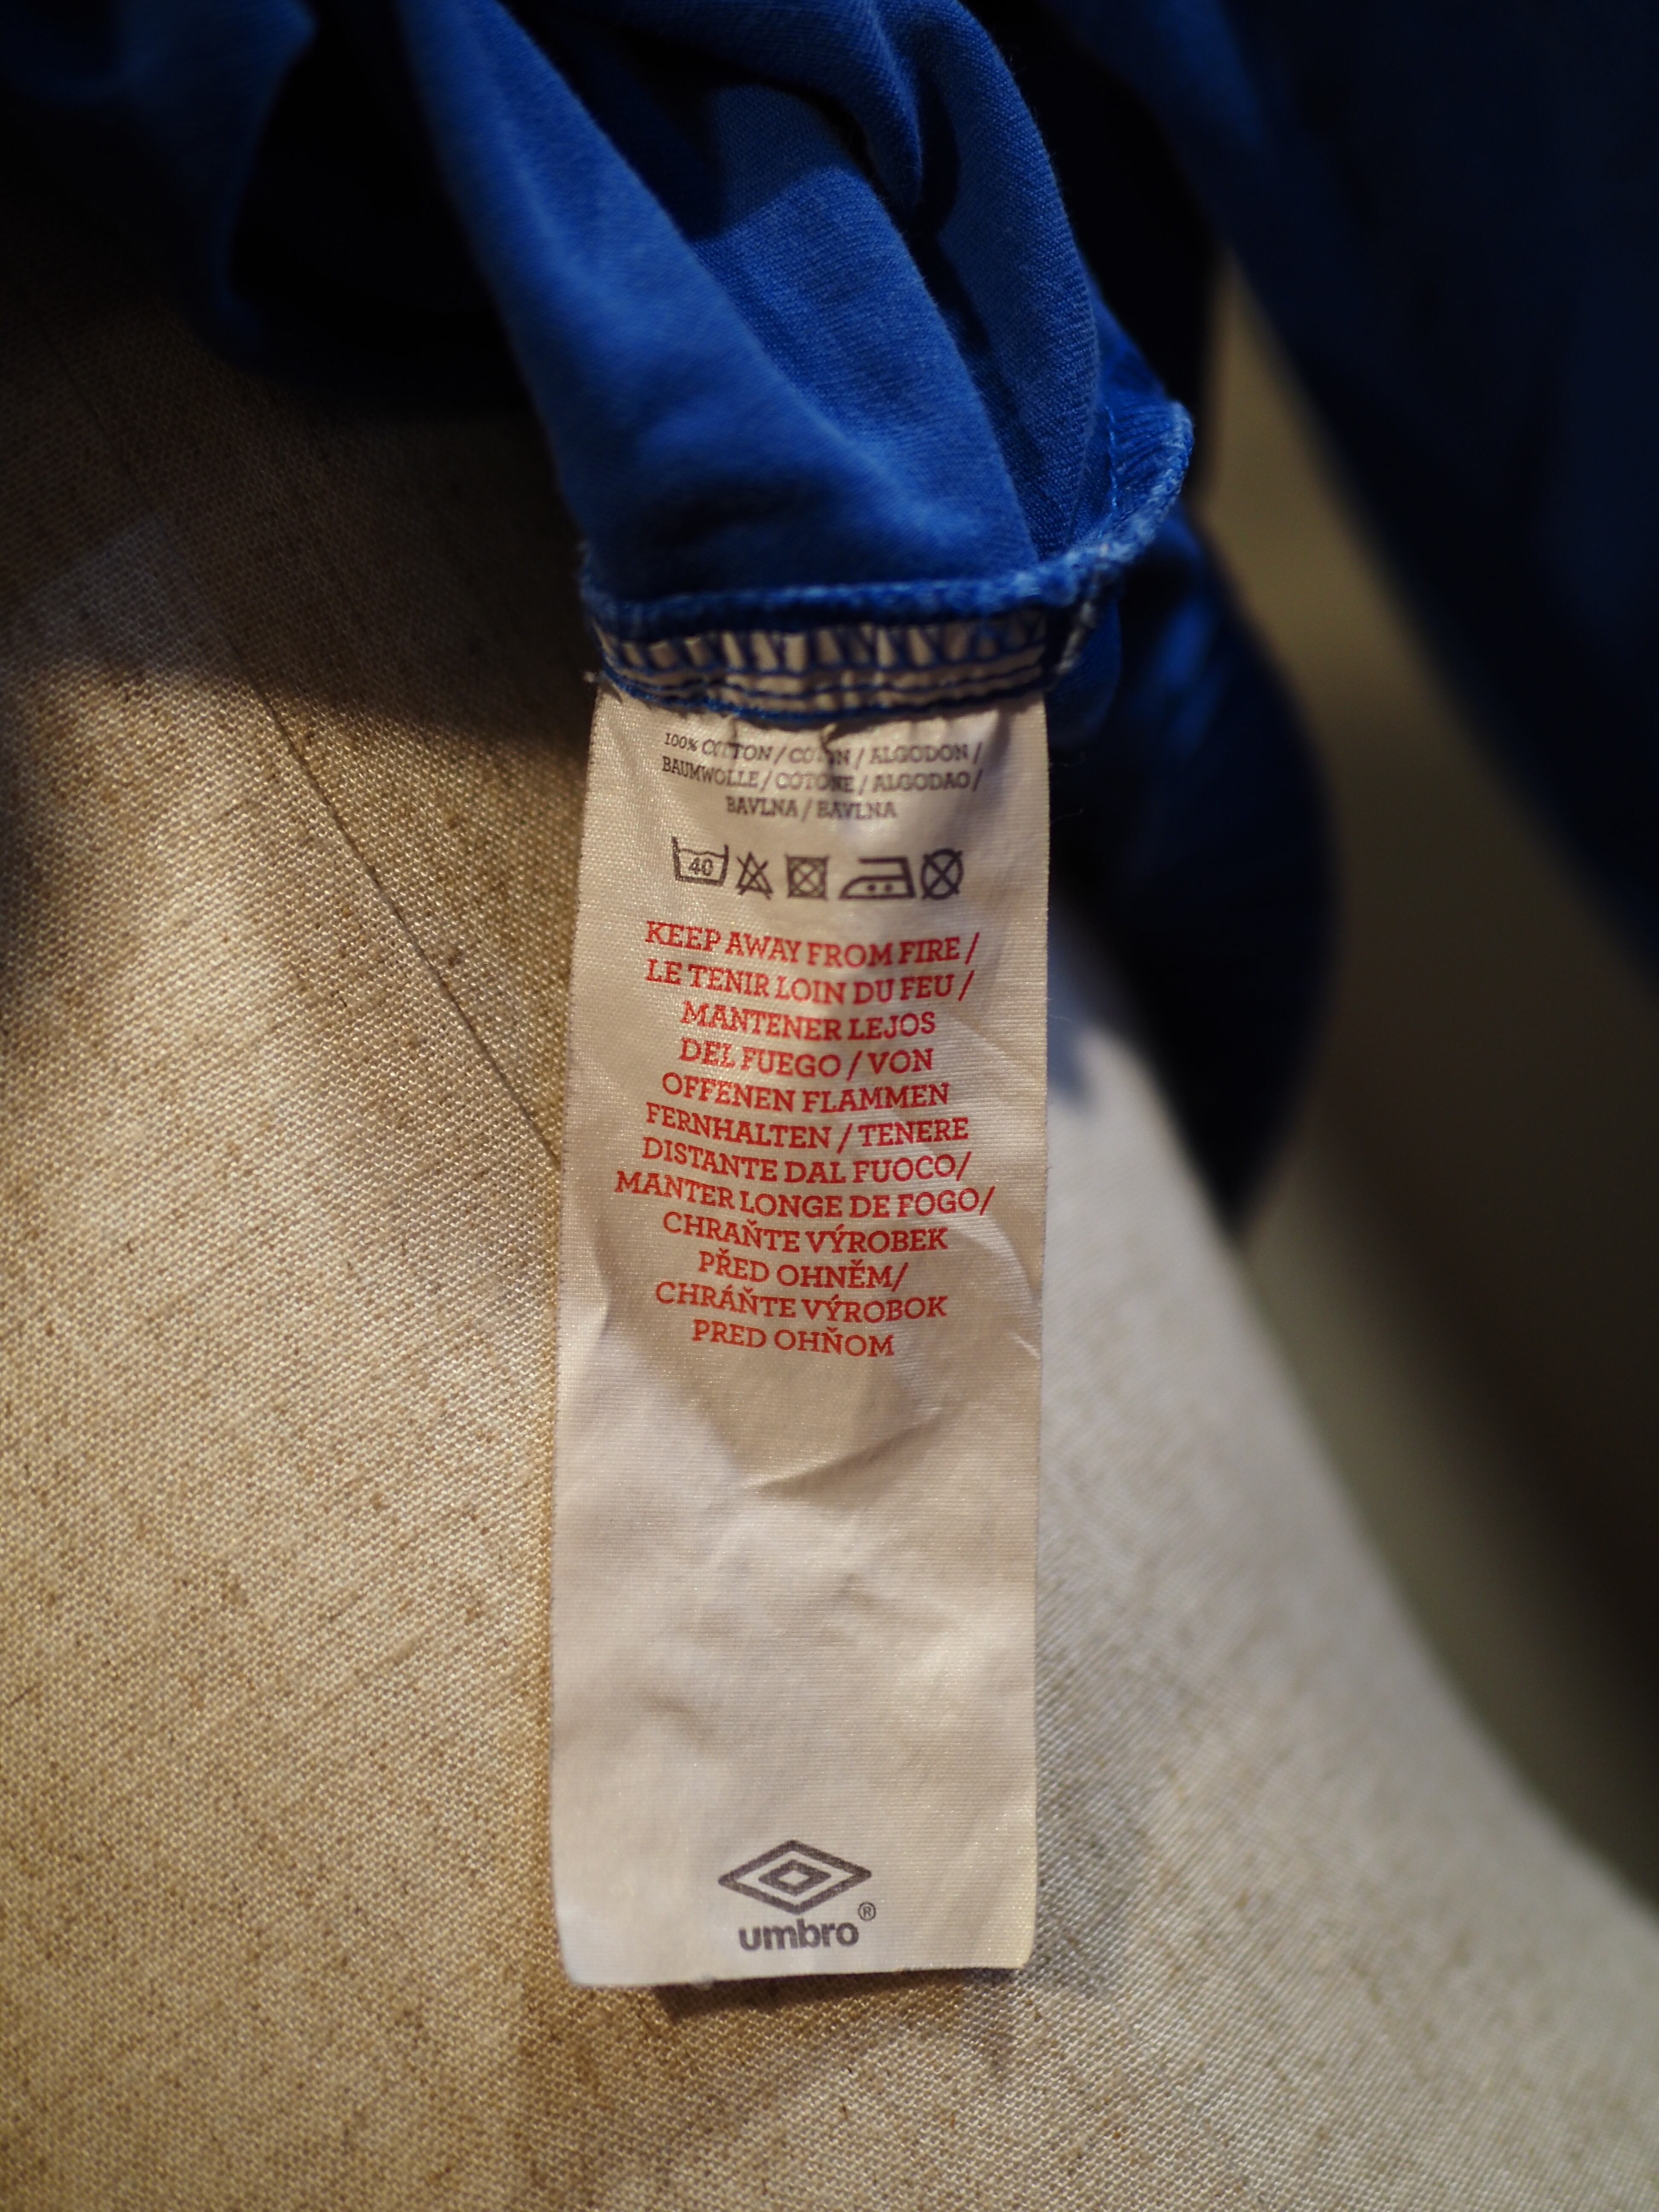 100% COTTON / COTON / ALGODON /
BAUMWOLLE / COTONE / ALGODAO /
BAVLNA / BAVLNA
40
KEEP AWAY FROM FIRE /
LE TENIR LOIN DU FEU /
MANTENER LEJOS
DEL FUEGO / VON
OFFENEN FLAMMEN
FERNHALTEN / TENERE
DISTANTE DAL FUOCO/
MANTER LONGE DE FOGO/
CHRAŇTE VÝROBEK
PŘED OHNĚM/
CHRÁŇTE VÝROBOK
PRED OHŇOM
umbro®